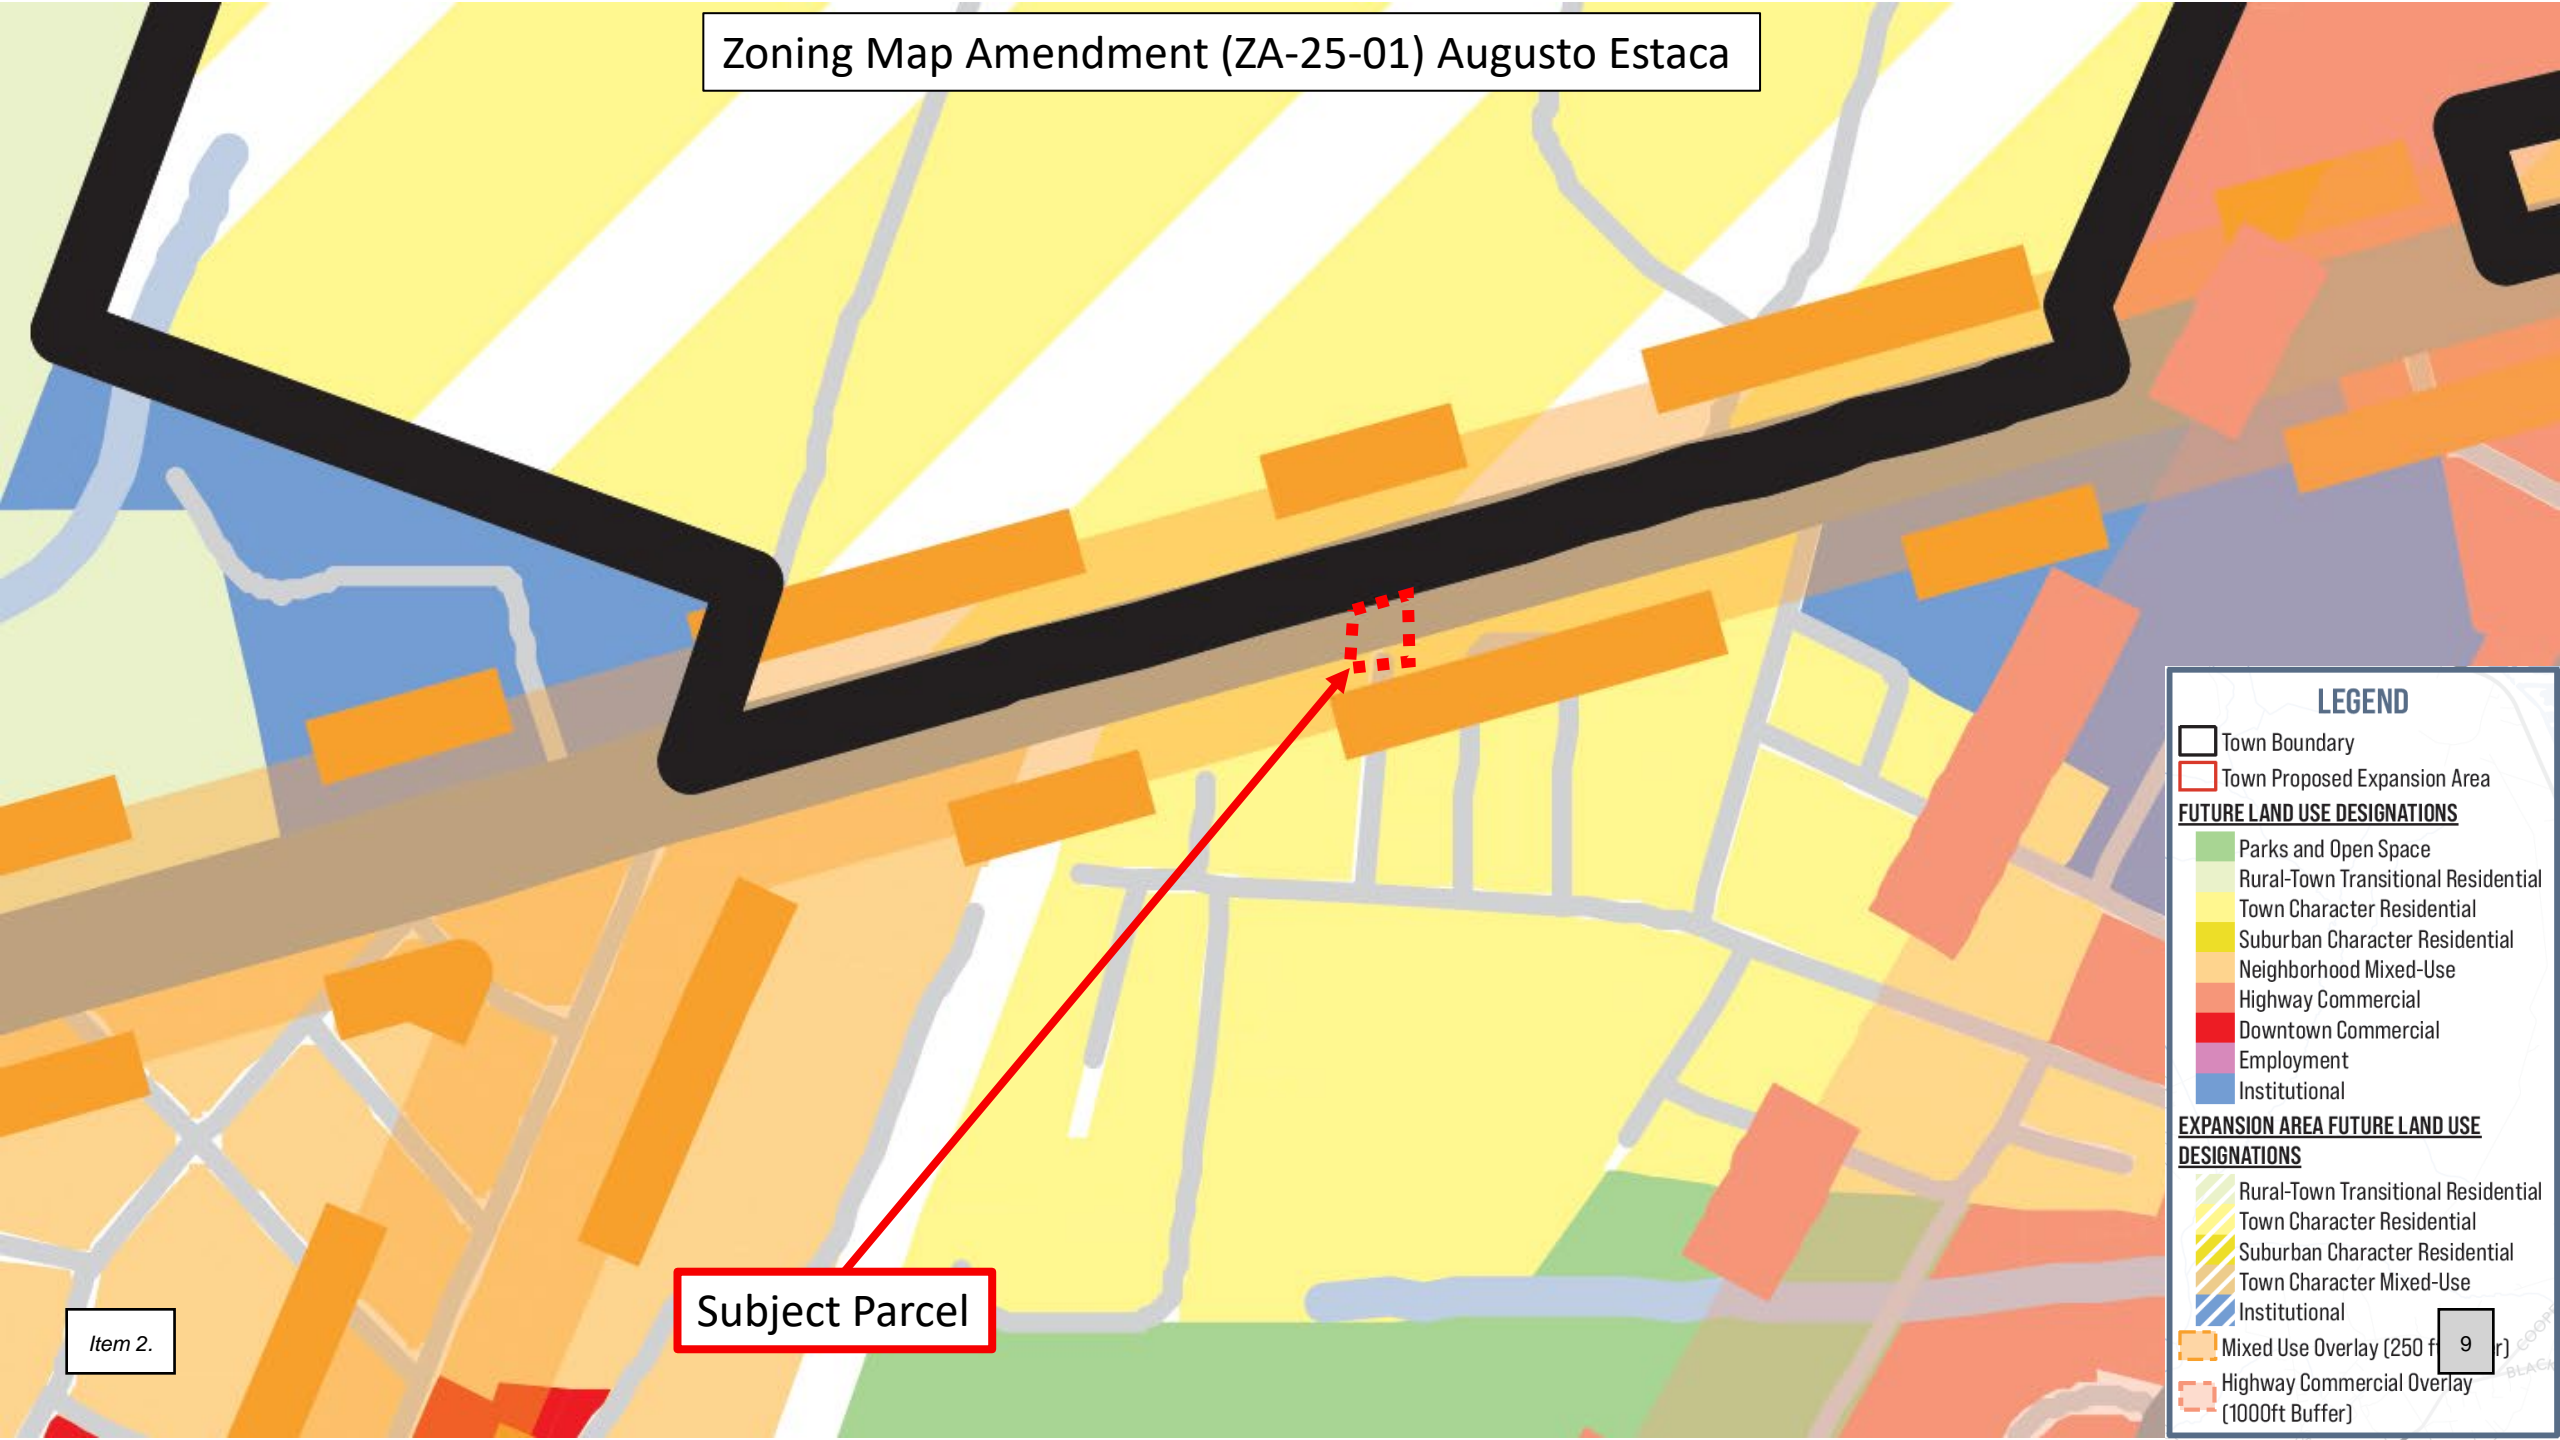 Zoning Map Amendment (ZA-25-01) Augusto Estaca
LEGEND
Town Boundary
Town Proposed Expansion Area
FUTURE LAND USE DESIGNATIONS
Parks and Open Space
Rural-Town Transitional Residential
Town Character Residential
Suburban Character Residential
Neighborhood Mixed-Use
Highway Commercial
Downtown Commercial
Employment
Institutional
EXPANSION AREA FUTURE LAND USE
DESIGNATIONS
Rural-Town Transitional Residential
Town Character Residential
Suburban Character Residential
Town Character Mixed-Use
Institutional
Mixed Use Overlay (250
Highway Commercial Overlay
(1000ft Buffer)
Subject Parcel
Item 2.
9